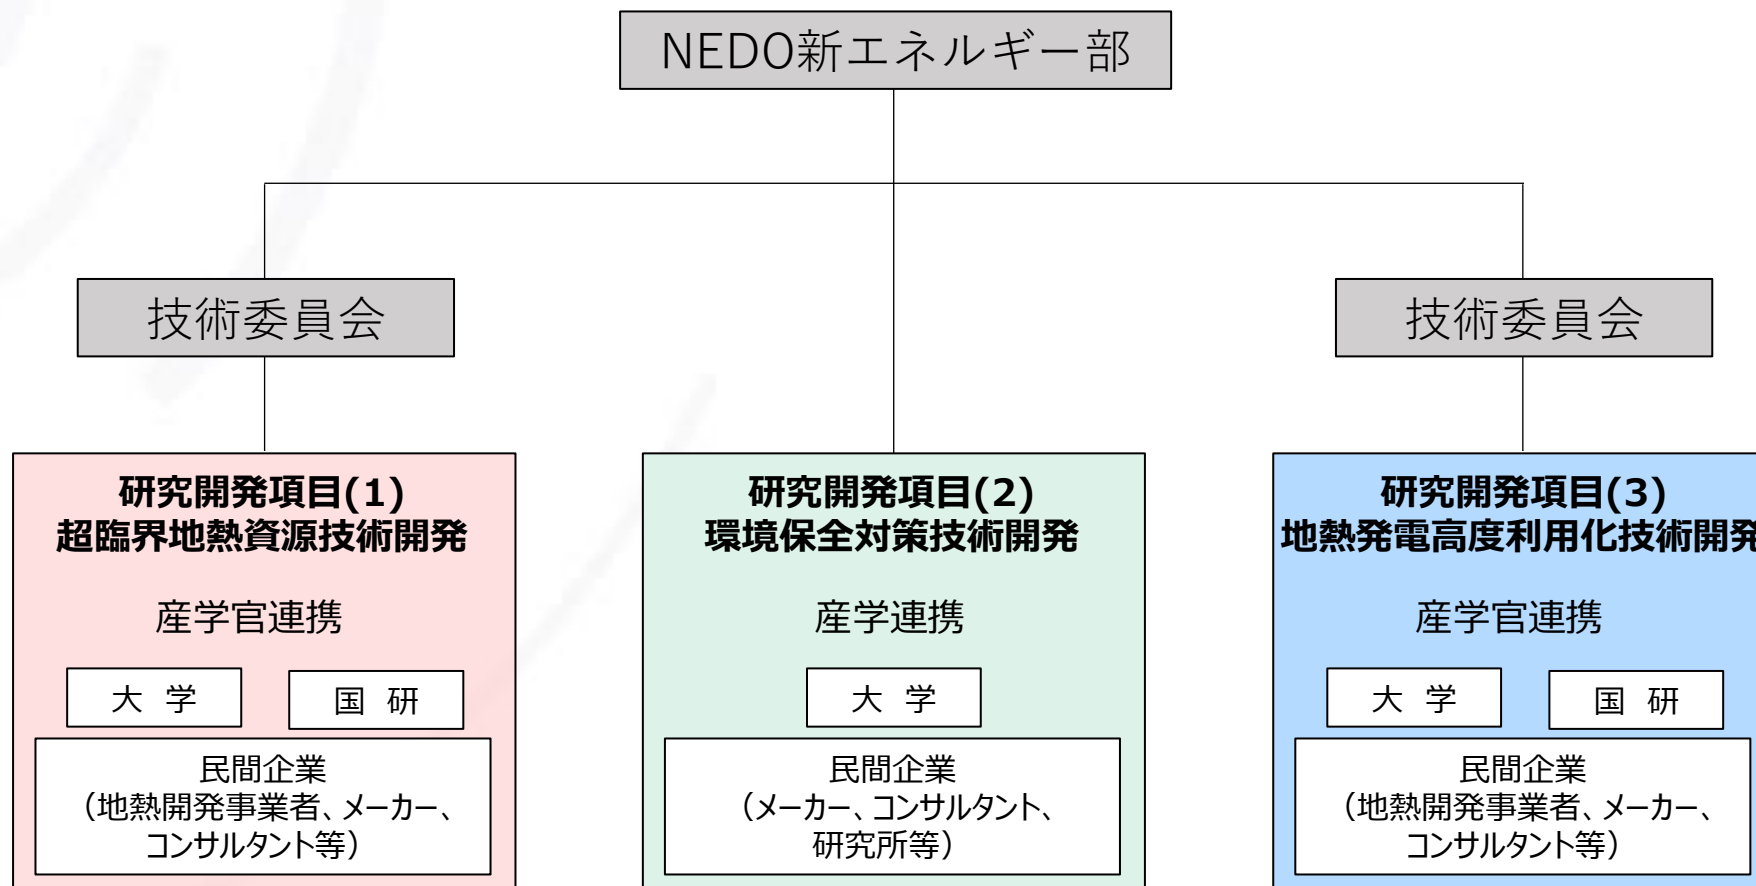 NEDO新エネルギー部
技術委員会
技術委員会
研究開発項目(1)
超臨界地熱資源技術開発
産学官連携
大 学
国 研
民間企業
（地熱開発事業者、メーカー、
コンサルタント等）
研究開発項目(2)
環境保全対策技術開発
産学連携
大 学
民間企業
（メーカー、コンサルタント、
研究所等）
研究開発項目(3)
地熱発電高度利用化技術開発
産学官連携
大 学
国 研
民間企業
（地熱開発事業者、メーカー、
コンサルタント等）